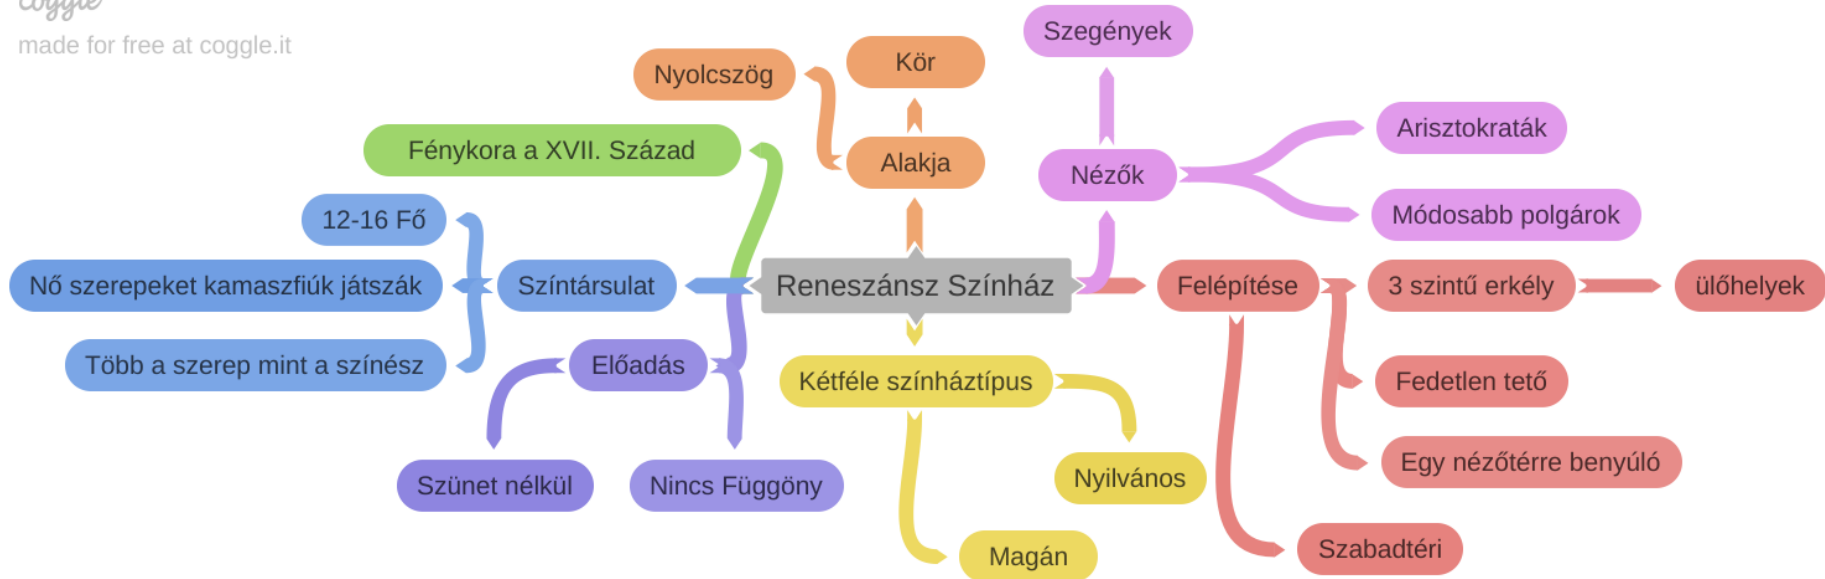 coggle
made for free at coggle.it
Szegények
Nyolcszög
Kör
Arisztokraták
Fénykora a XVII. Század
Alakja
Nézők
12-16 Fő
Módosabb polgárok
Nő szerepeket kamaszfiúk játszák
Színtársulat
Reneszánsz Színház
Felépítése
3 szintű erkély
ülőhelyek
Több a szerep mint a színész
Előadás
Kétféle színháztípus
Fedetlen tető
Szünet nélkül
Nincs Függöny
Nyilvános
Egy nézőtérre benyúló
Magán
Szabadtéri